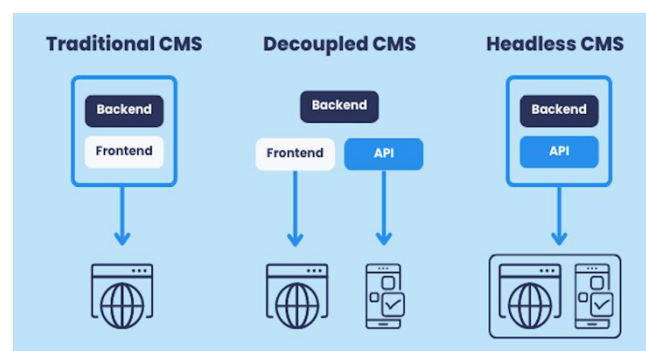 Traditional CMS
Decoupled CMS
Headless CMS
Backend
Frontend
Backend
Frontend
API
Backend
API